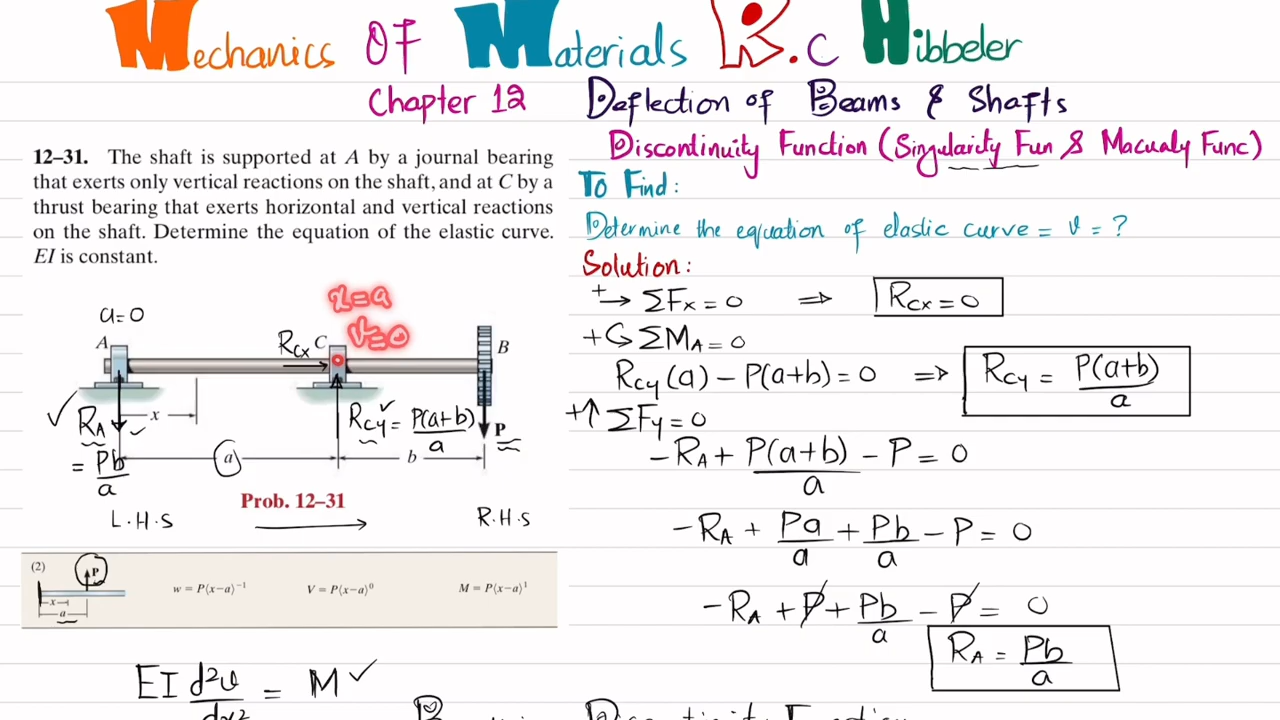 Mechanics OF Materials R.C Hibbeler
Chapter 12 Deflection of Beams & Shafts
Discontinuity Function (Singularity Fun & Macualy Func)
12–31. The shaft is supported at A by a journal bearing
that exerts only vertical reactions on the shaft, and at C by a
thrust bearing that exerts horizontal and vertical reactions
on the shaft. Determine the equation of the elastic curve.
EI is constant.
To Find:
Determine the equation of elastic curve = v = ?
Solution:
+→ ΣFx = 0 ⇒ RCx = 0
+↺ ΣMA = 0
RCy (a) − P(a+b) = 0 ⇒ RCy = P(a+b)/a
+↑ ΣFy = 0
−RA + P(a+b)/a − P = 0
−RA + Pa/a + Pb/a − P = 0
−RA + P + Pb/a − P = 0
RA = Pb/a
x = a
v = 0
a = 0
A
RCx C
B
RA
= Pb/a
x
RCy = P(a+b)/a
P
a
b
Prob. 12–31
L.H.S
R.H.S
(2)
P
x
a
w = P⟨x−a⟩⁻¹ V = P⟨x−a⟩⁰ M = P⟨x−a⟩¹
EI d²v/dx² = M ✓